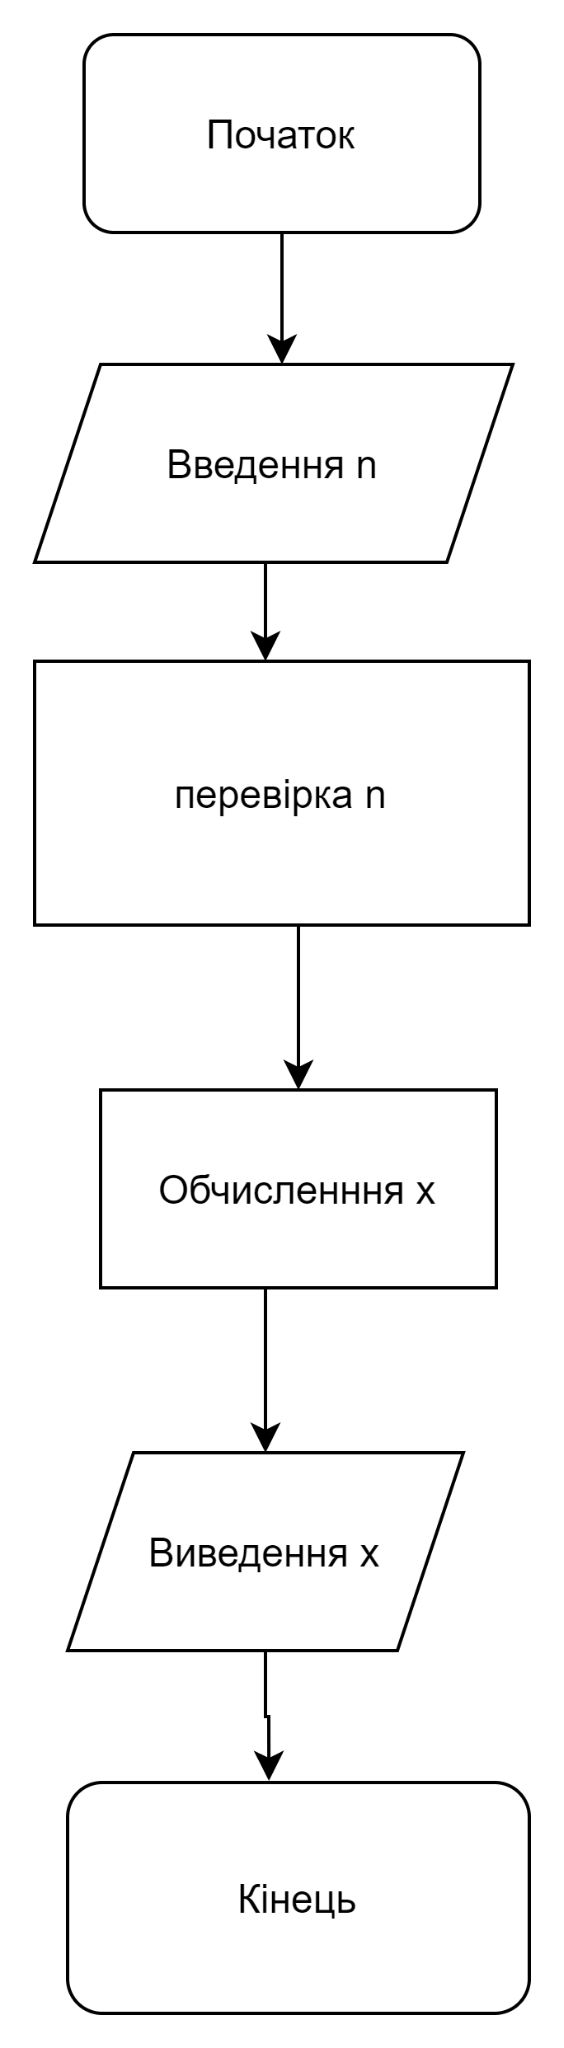 Початок
Введення n
перевірка n
Обчисленння x
Виведення x
Кінець